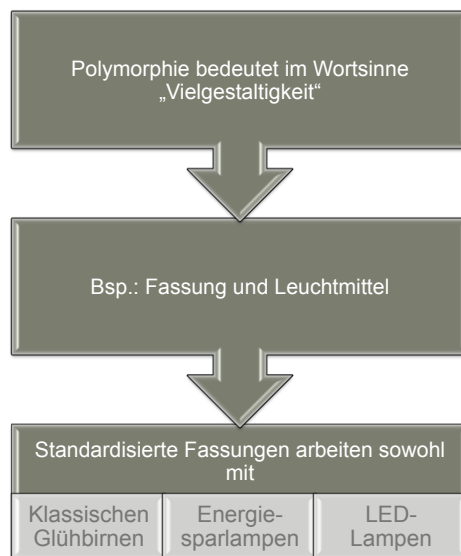 Polymorphie bedeutet im Wortsinne
„Vielgestaltigkeit“
Bsp.: Fassung und Leuchtmittel
Standardisierte Fassungen arbeiten sowohl
mit
Klassischen
Glühbirnen
Energie-
sparlampen
LED-
Lampen